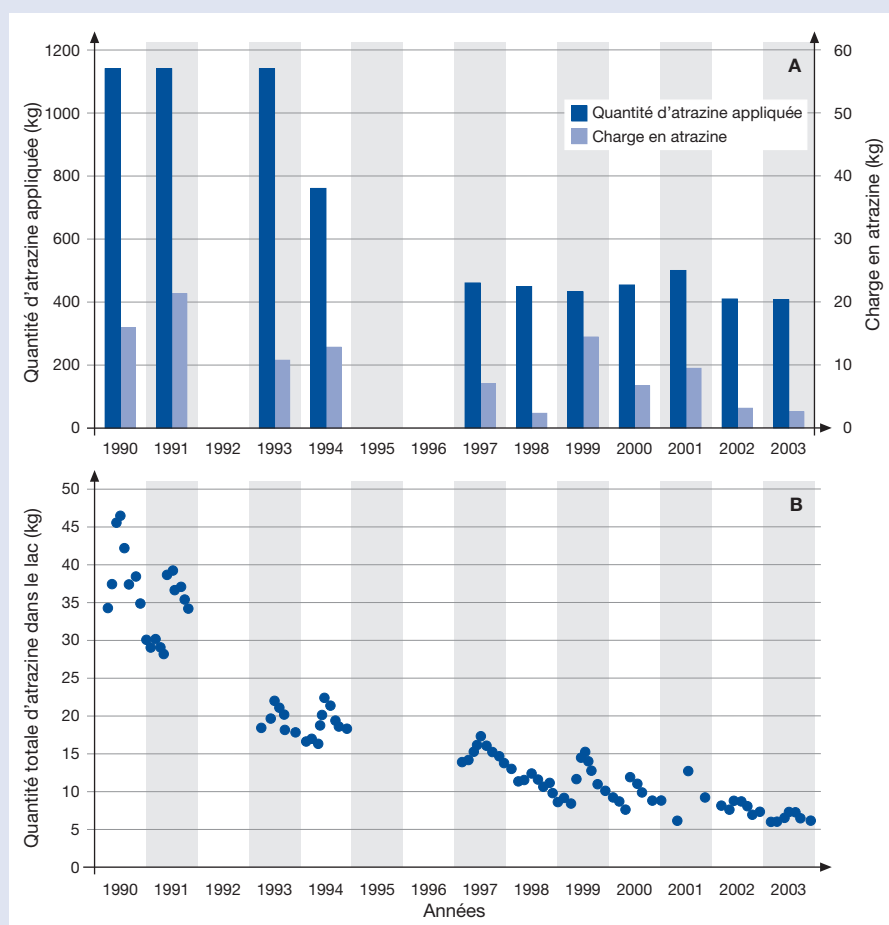 A
Quantité d'atrazine appliquée (kg)
1200
1000
800
600
400
200
0
Quantité d'atrazine appliquée
Charge en atrazine
60
50
40
30
20
10
0
Charge en atrazine (kg)
1990 1991 1992 1993 1994 1995 1996 1997 1998 1999 2000 2001 2002 2003
B
Quantité totale d'atrazine dans le lac (kg)
50
45
40
35
30
25
20
15
10
5
0
1990 1991 1992 1993 1994 1995 1996 1997 1998 1999 2000 2001 2002 2003
Années